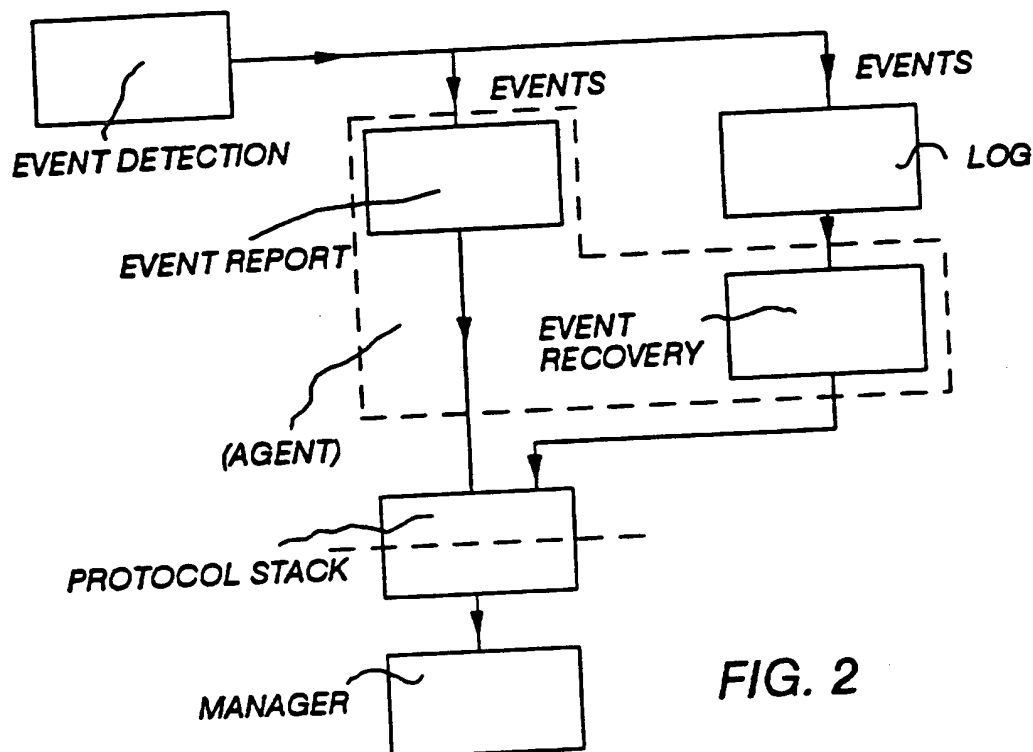 EVENTS
EVENTS
EVENT DETECTION
LOG
EVENT REPORT
EVENT
RECOVERY
(AGENT)
PROTOCOL STACK
MANAGER
FIG. 2